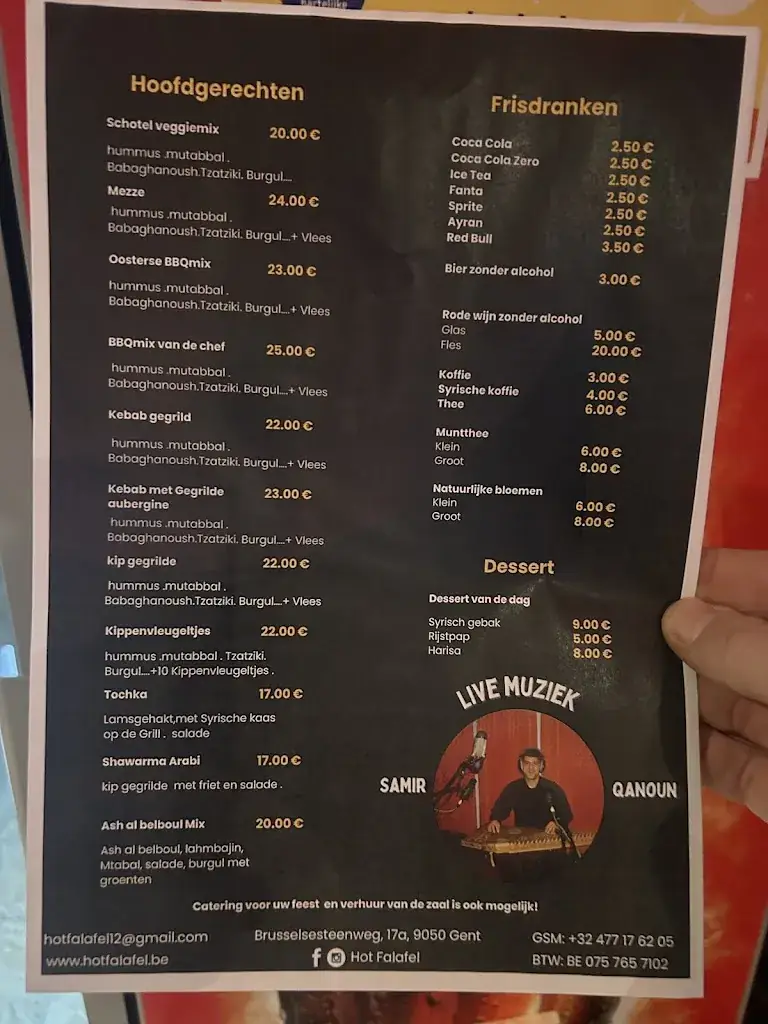 hartelijke
Hoofdgerechten
Schotel veggiemix 20.00 €
hummus .mutabbal .
Babaghanoush.Tzatziki. Burgul...
Mezze 24.00 €
hummus .mutabbal .
Babaghanoush.Tzatziki. Burgul....+ Vlees
Oosterse BBQmix 23.00 €
hummus .mutabbal .
Babaghanoush.Tzatziki. Burgul....+ Vlees
BBQmix van de chef 25.00 €
hummus .mutabbal .
Babaghanoush.Tzatziki. Burgul....+ Vlees
Kebab gegrild 22.00 €
hummus .mutabbal .
Babaghanoush.Tzatziki. Burgul....+ Vlees
Kebab met Gegrilde 23.00 €
aubergine
hummus .mutabbal .
Babaghanoush.Tzatziki. Burgul....+ Vlees
kip gegrilde 22.00 €
hummus .mutabbal .
Babaghanoush.Tzatziki. Burgul....+ Vlees
Kippenvleugeltjes 22.00 €
hummus .mutabbal . Tzatziki.
Burgul....+10 Kippenvleugeltjes .
Tochka 17.00 €
Lamsgehakt,met Syrische kaas
op de Grill . salade
Shawarma Arabi 17.00 €
kip gegrilde met friet en salade .
Ash al belboul Mix 20.00 €
Ash al belboul, lahmbajin,
Mtabal, salade, burgul met
groenten
Frisdranken
Coca Cola 2.50 €
Coca Cola Zero 2.50 €
Ice Tea 2.50 €
Fanta 2.50 €
Sprite 2.50 €
Ayran 2.50 €
Red Bull 3.50 €
Bier zonder alcohol 3.00 €
Rode wijn zonder alcohol
Glas 5.00 €
Fles 20.00 €
Koffie 3.00 €
Syrische koffie 4.00 €
Thee 6.00 €
Muntthee
Klein 6.00 €
Groot 8.00 €
Natuurlijke bloemen
Klein 6.00 €
Groot 8.00 €
Dessert
Dessert van de dag
Syrisch gebak 9.00 €
Rijstpap 5.00 €
Harisa 8.00 €
LIVE MUZIEK
SAMIR QANOUN
Catering voor uw feest en verhuur van de zaal is ook mogelijk!
hotfalafel12@gmail.com
www.hotfalafel.be
Brusselsesteenweg, 17a, 9050 Gent
Hot Falafel
GSM: +32 477 17 62 05
BTW: BE 075 765 7102